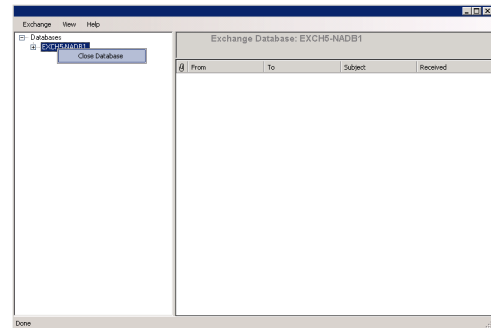 Exchange View Help
Databases
EXCH5-NADB1
Close Database
Exchange Database: EXCH5-NADB1
From To Subject Received
Done